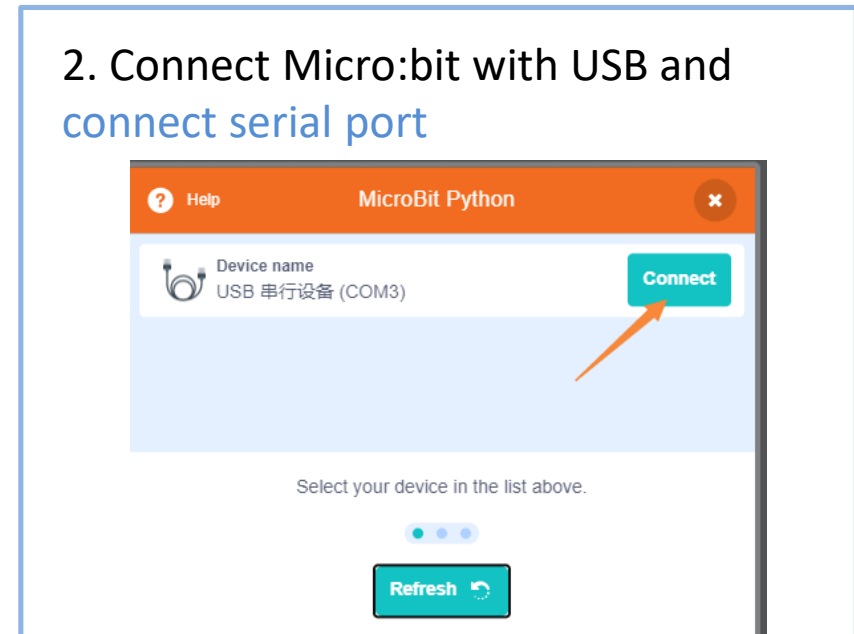 2. Connect Micro:bit with USB and
connect serial port
? Help
MicroBit Python
Device name
USB 串行设备 (COM3)
Connect
Select your device in the list above.
Refresh